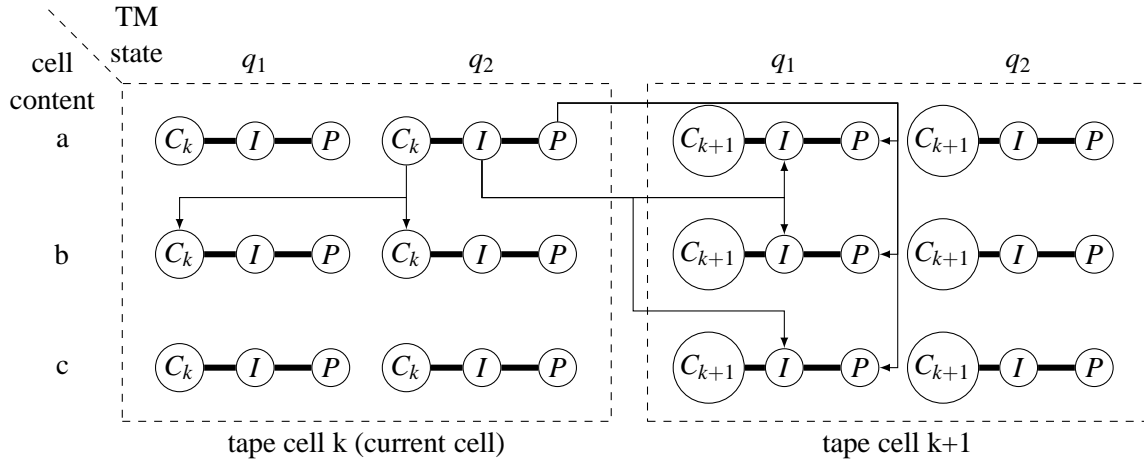 TM
state
cell
content
q1 q2 q1 q2
a Ck I P Ck I P Ck+1 I P Ck+1 I P
b Ck I P Ck I P Ck+1 I P Ck+1 I P
c Ck I P Ck I P Ck+1 I P Ck+1 I P
tape cell k (current cell) tape cell k+1